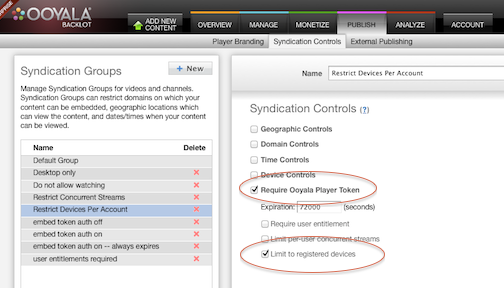 OOYALA
BACKLOT
ADD NEW
CONTENT
OVERVIEW
MANAGE
MONETIZE
PUBLISH
ANALYZE
ACCOUNT
Player Branding
Syndication Controls
External Publishing
Syndication Groups
+ New
Manage Syndication Groups for videos and channels.
Syndication Groups can restrict domains on which your
content can be embedded, geographic locations which
can view the content, and dates/times when your content
can be viewed.
Name Delete
Default Group
Desktop only
Do not allow watching
Restrict Concurrent Streams
Restrict Devices Per Account
embed token auth off
embed token auth on
embed token auth on -- always expires
user entitlements required
Name Restrict Devices Per Account
Syndication Controls (?)
Geographic Controls
Domain Controls
Time Controls
Device Controls
Require Ooyala Player Token
Expiration: 72000 (seconds)
Require user entitlement
Limit per-user concurrent streams
Limit to registered devices